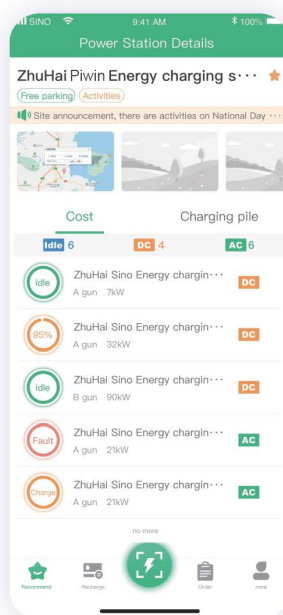 SINO 9:41 AM 100%
Power Station Details
ZhuHai Piwin Energy charging s···
Free parking Activities
Site announcement, there are activities on National Day ···
Cost Charging pile
Idle 6 DC 4 AC 6
idle ZhuHai Sino Energy chargin··· DC
A gun 7kW
95% ZhuHai Sino Energy chargin··· DC
A gun 32kW
idle ZhuHai Sino Energy chargin··· DC
B gun 90kW
Fault ZhuHai Sino Energy chargin··· AC
A gun 21kW
Charge ZhuHai Sino Energy chargin··· AC
A gun 21kW
no more
Recommend Recharge Order mine